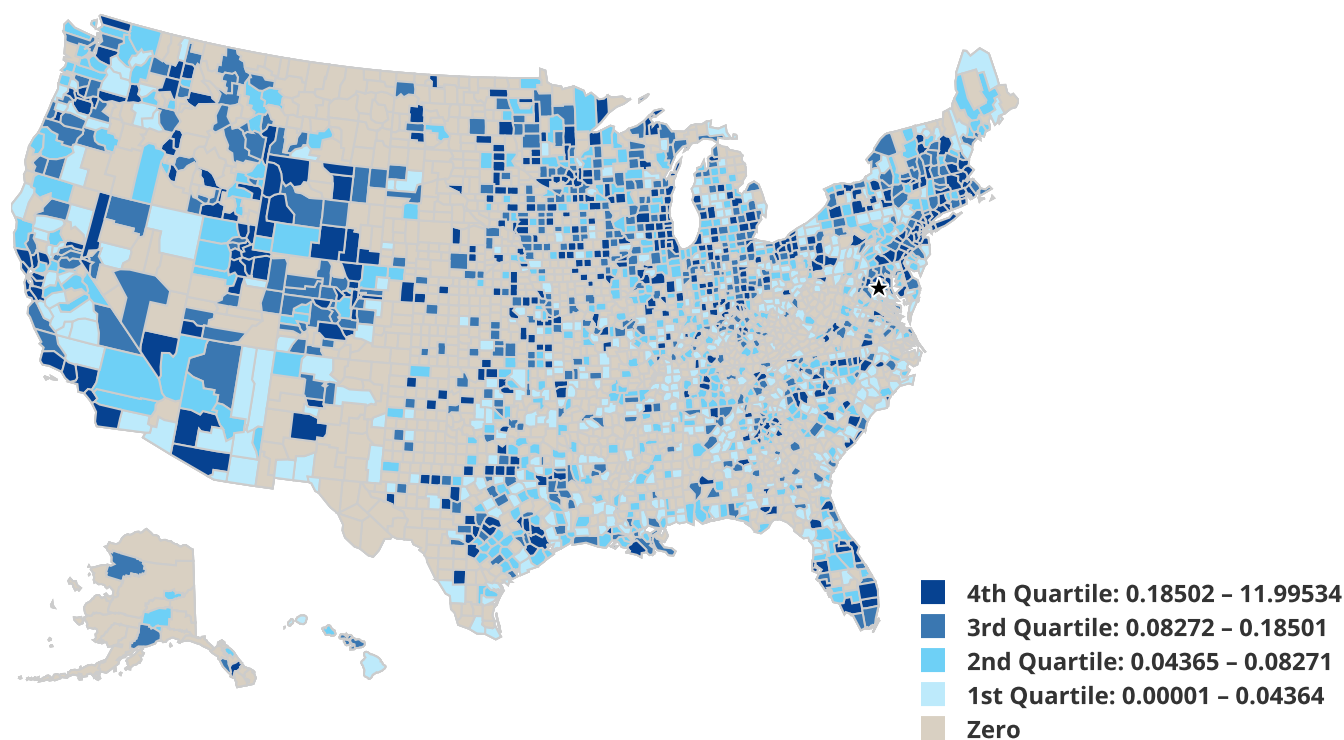 4th Quartile: 0.18502 – 11.99534
3rd Quartile: 0.08272 – 0.18501
2nd Quartile: 0.04365 – 0.08271
1st Quartile: 0.00001 – 0.04364
Zero